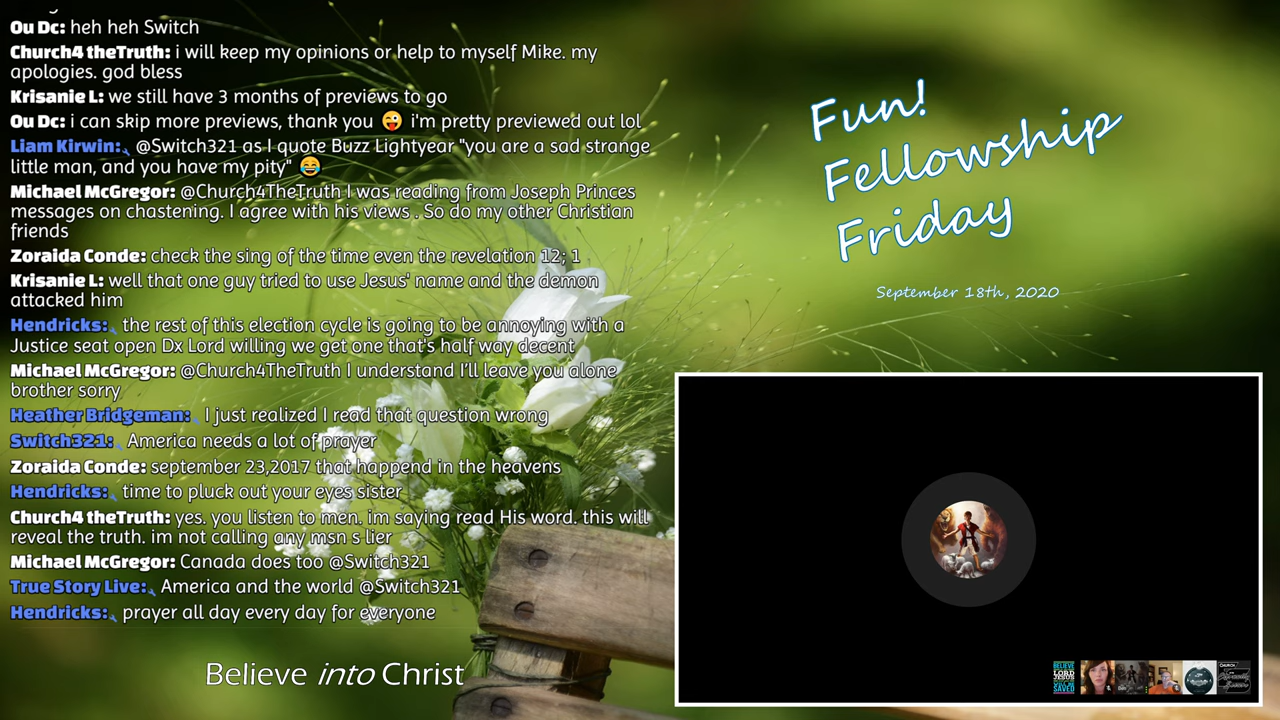 Ou Dc: heh heh Switch
Church4 theTruth: i will keep my opinions or help to myself Mike. my
apologies. god bless
Krisanie L: we still have 3 months of previews to go
Ou Dc: i can skip more previews, thank you 😜 i'm pretty previewed out lol
Liam Kirwin: @Switch321 as I quote Buzz Lightyear "you are a sad strange
little man, and you have my pity" 😂
Michael McGregor: @Church4TheTruth I was reading from Joseph Princes
messages on chastening. I agree with his views . So do my other Christian
friends
Zoraida Conde: check the sing of the time even the revelation 12; 1
Krisanie L: well that one guy tried to use Jesus' name and the demon
attacked him
Hendricks: the rest of this election cycle is going to be annoying with a
Justice seat open Dx Lord willing we get one that's half way decent
Michael McGregor: @Church4TheTruth I understand I'll leave you alone
brother sorry
Heather Bridgeman: I just realized I read that question wrong
Switch321: America needs a lot of prayer
Zoraida Conde: september 23,2017 that happend in the heavens
Hendricks: time to pluck out your eyes sister
Church4 theTruth: yes. you listen to men. im saying read His word. this will
reveal the truth. im not calling any msn s lier
Michael McGregor: Canada does too @Switch321
True Story Live: America and the world @Switch321
Hendricks: prayer all day every day for everyone
Believe into Christ
Fun!
Fellowship
Friday
September 18th, 2020
BELIEVE
LORD
JESUS
SAVED